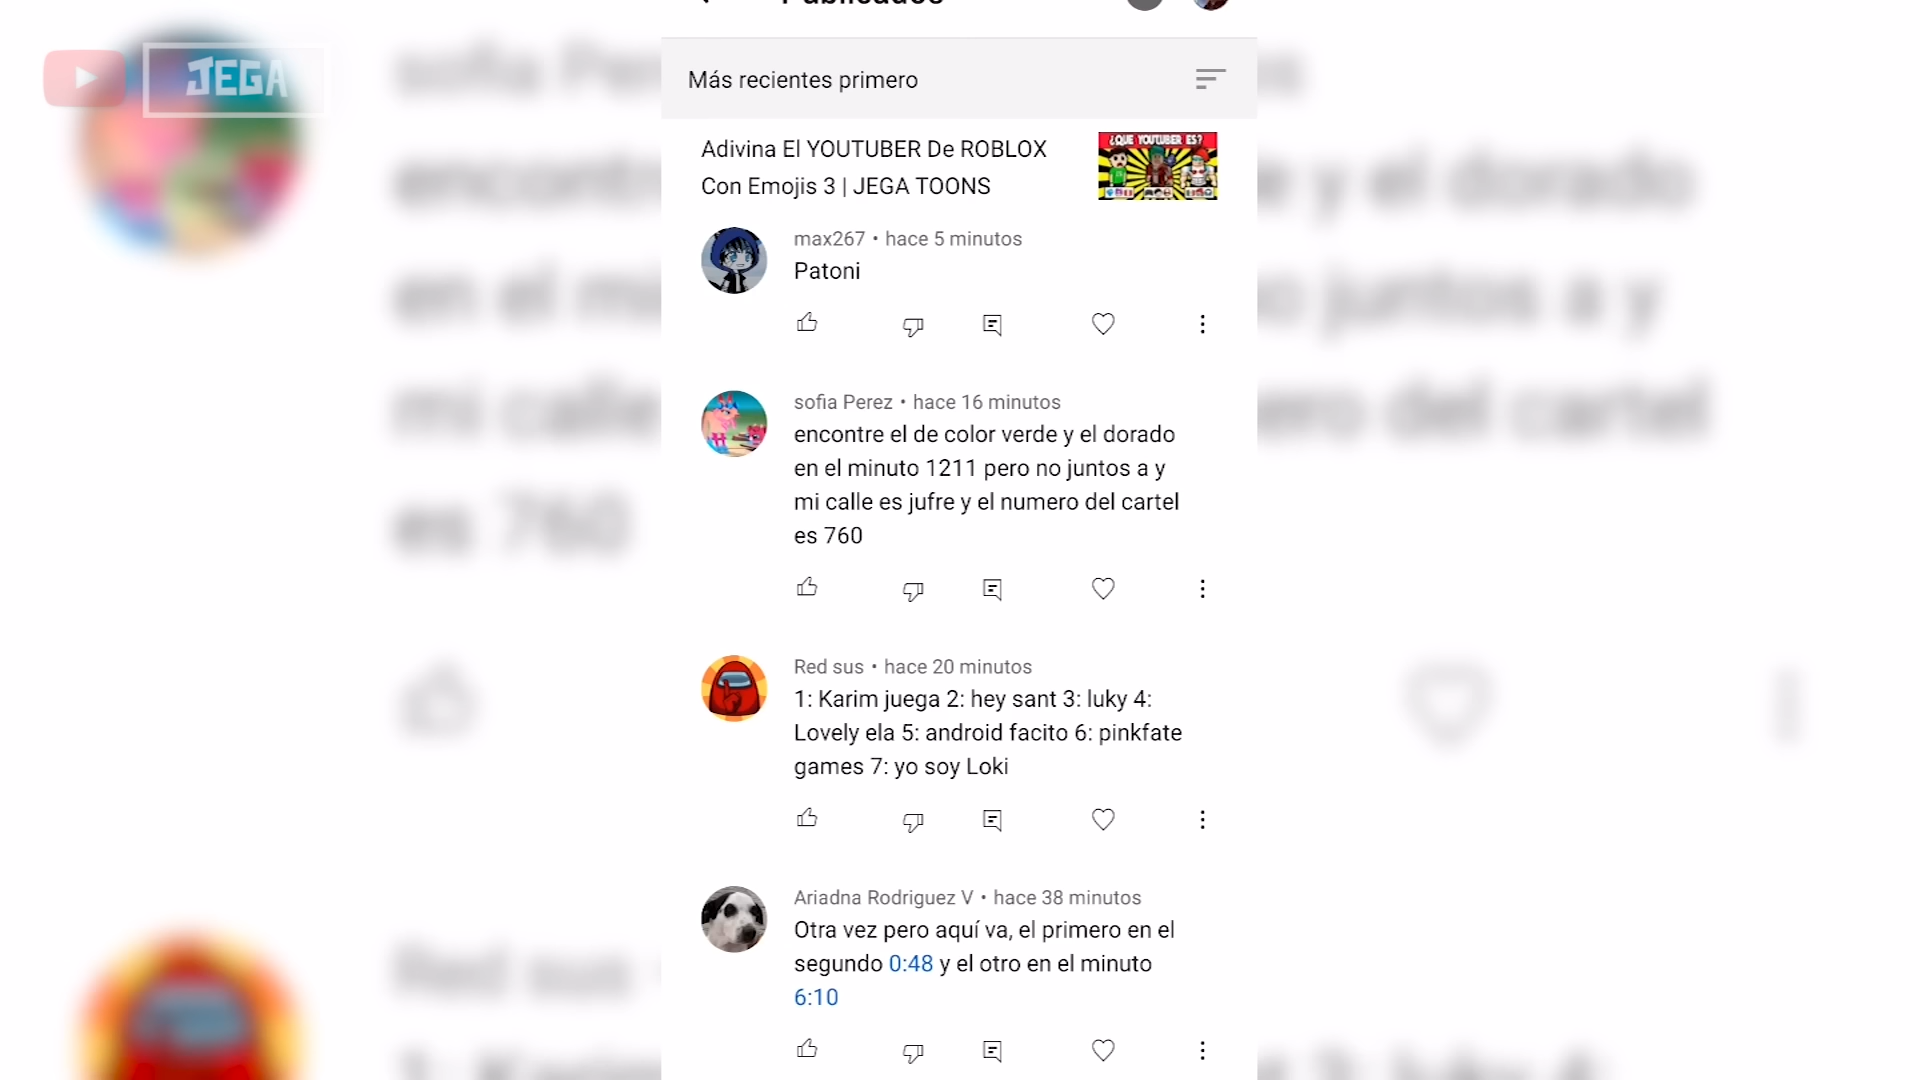 Publicados
JEGA
Más recientes primero
Adivina El YOUTUBER De ROBLOX
Con Emojis 3 | JEGA TOONS
¿QUE YOUTUBER ES?
max267 • hace 5 minutos
Patoni
sofia Perez • hace 16 minutos
encontre el de color verde y el dorado
en el minuto 1211 pero no juntos a y
mi calle es jufre y el numero del cartel
es 760
Red sus • hace 20 minutos
1: Karim juega 2: hey sant 3: luky 4:
Lovely ela 5: android facito 6: pinkfate
games 7: yo soy Loki
Ariadna Rodriguez V • hace 38 minutos
Otra vez pero aquí va, el primero en el
segundo 0:48 y el otro en el minuto
6:10